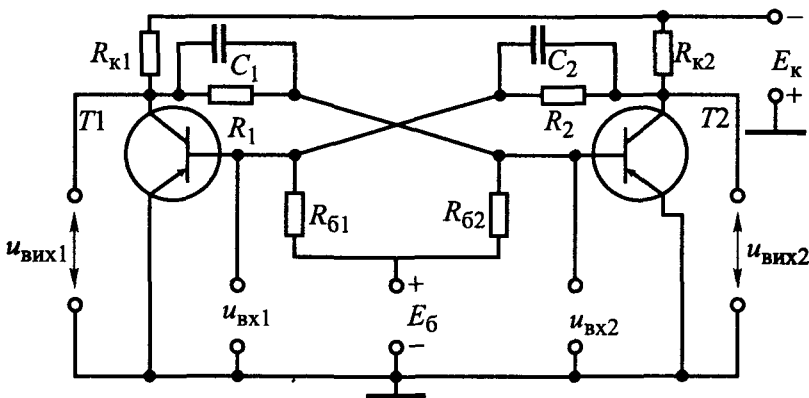 −
R к1
C 1
C 2
R к2
E к
+
T1
R 1
R 2
T2
u вих1
R б1
R б2
u вих2
+
u вх1
E б
u вх2
−